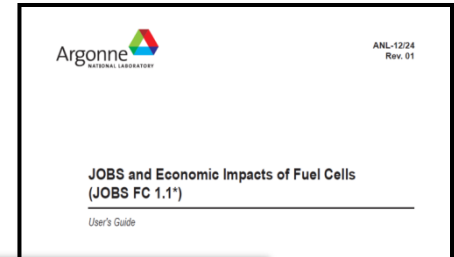 Argonne
NATIONAL LABORATORY
ANL-12/24
Rev. 01
JOBS and Economic Impacts of Fuel Cells
(JOBS FC 1.1*)
User's Guide